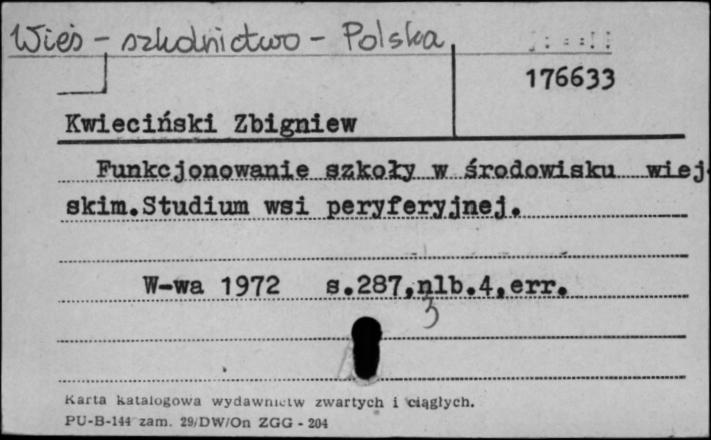 Wieś - szkolnictwo - Polska
176633
Kwieciński Zbigniew
Funkcjonowanie szkoły w środowisku wiej-
skim.Studium wsi peryferyjnej.
W-wa 1972 s.287,nlb.4,err.
3
Karta katalogowa wydawnictw zwartych i ciągłych.
PU-B-144 zam. 29/DW/On ZGG - 204